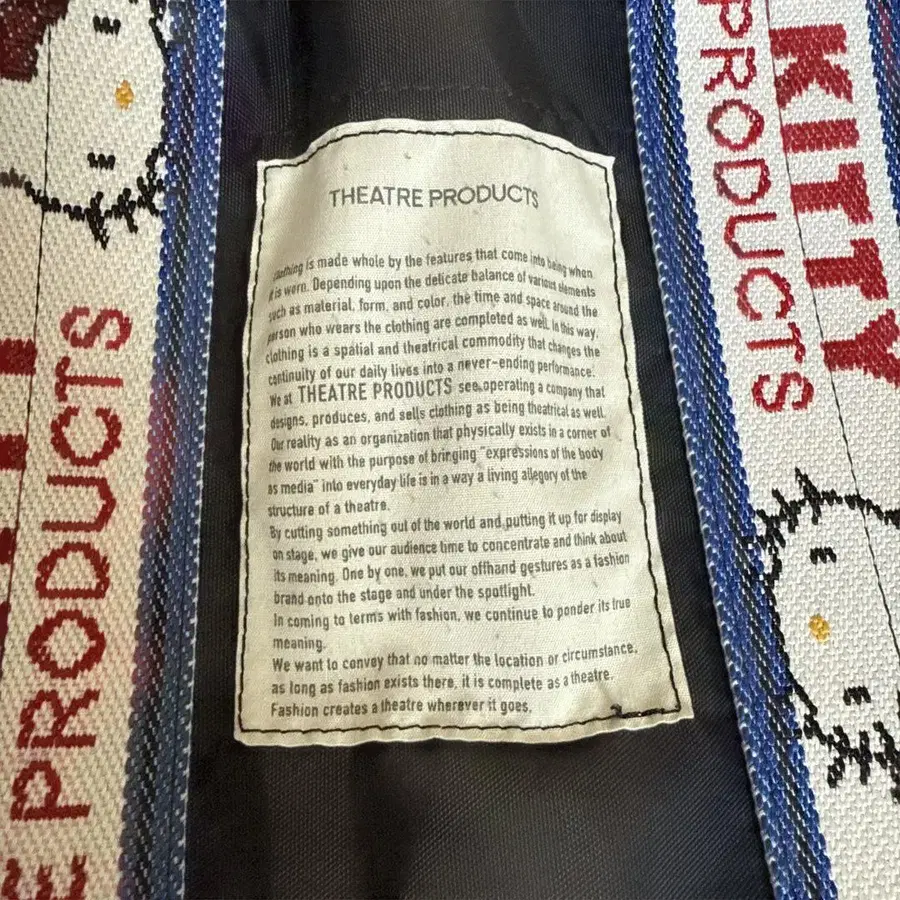 THEATRE PRODUCTS
Clothing is made whole by the features that come into being when
it is worn. Depending upon the delicate balance of various elements
such as material, form, and color, the time and space around the
person who wears the clothing are completed as well. In this way,
clothing is a spatial and theatrical commodity that changes the
continuity of our daily lives into a never-ending performance.
We at THEATRE PRODUCTS see operating a company that
designs, produces, and sells clothing as being theatrical as well.
Our reality as an organization that physically exists in a corner of
the world with the purpose of bringing "expressions of the body
as media" into everyday life is in a way a living allegory of the
structure of a theatre.
By cutting something out of the world and putting it up for display
on stage, we give our audience time to concentrate and think about
its meaning. One by one, we put our offhand gestures as a fashion
brand onto the stage and under the spotlight.
In coming to terms with fashion, we continue to ponder its true
meaning.
We want to convey that no matter the location or circumstance,
as long as fashion exists there, it is complete as a theatre.
Fashion creates a theatre wherever it goes.
E PRODUCTS
KITTY
PRODUCTS